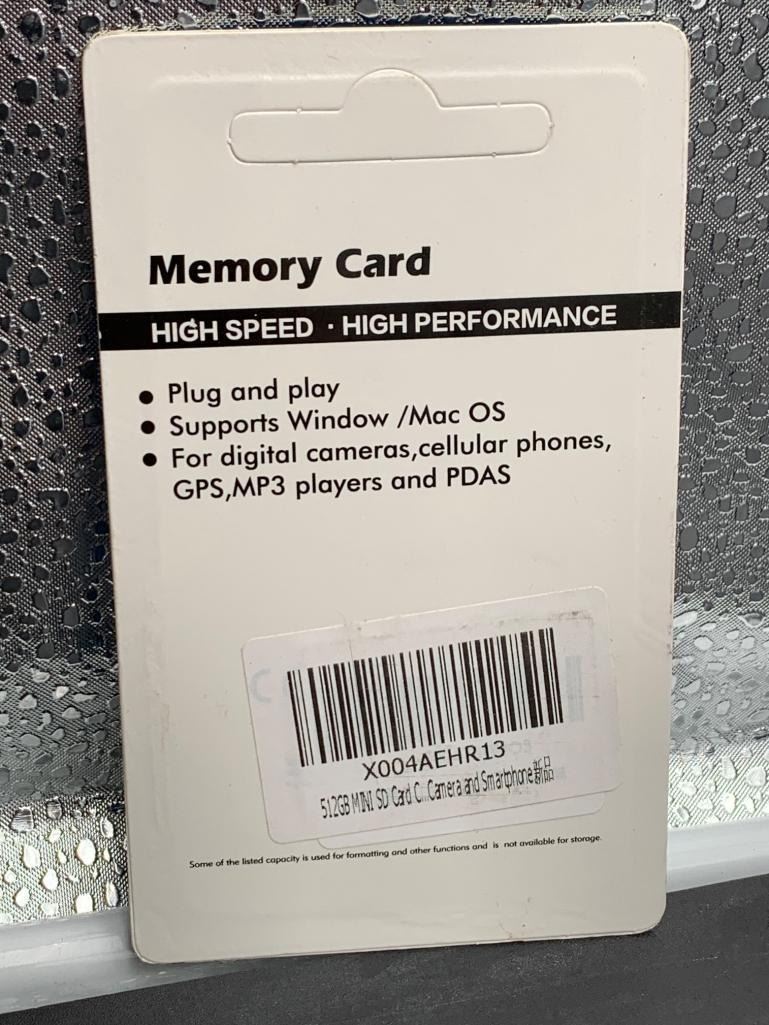 Memory Card
HIGH SPEED · HIGH PERFORMANCE
● Plug and play
● Supports Window /Mac OS
● For digital cameras,cellular phones,
GPS,MP3 players and PDAS
X004AEHR13
512GB MINI SD Card C...Camera and Smartphone新品
Some of the listed capacity is used for formatting and other functions and is not available for storage.